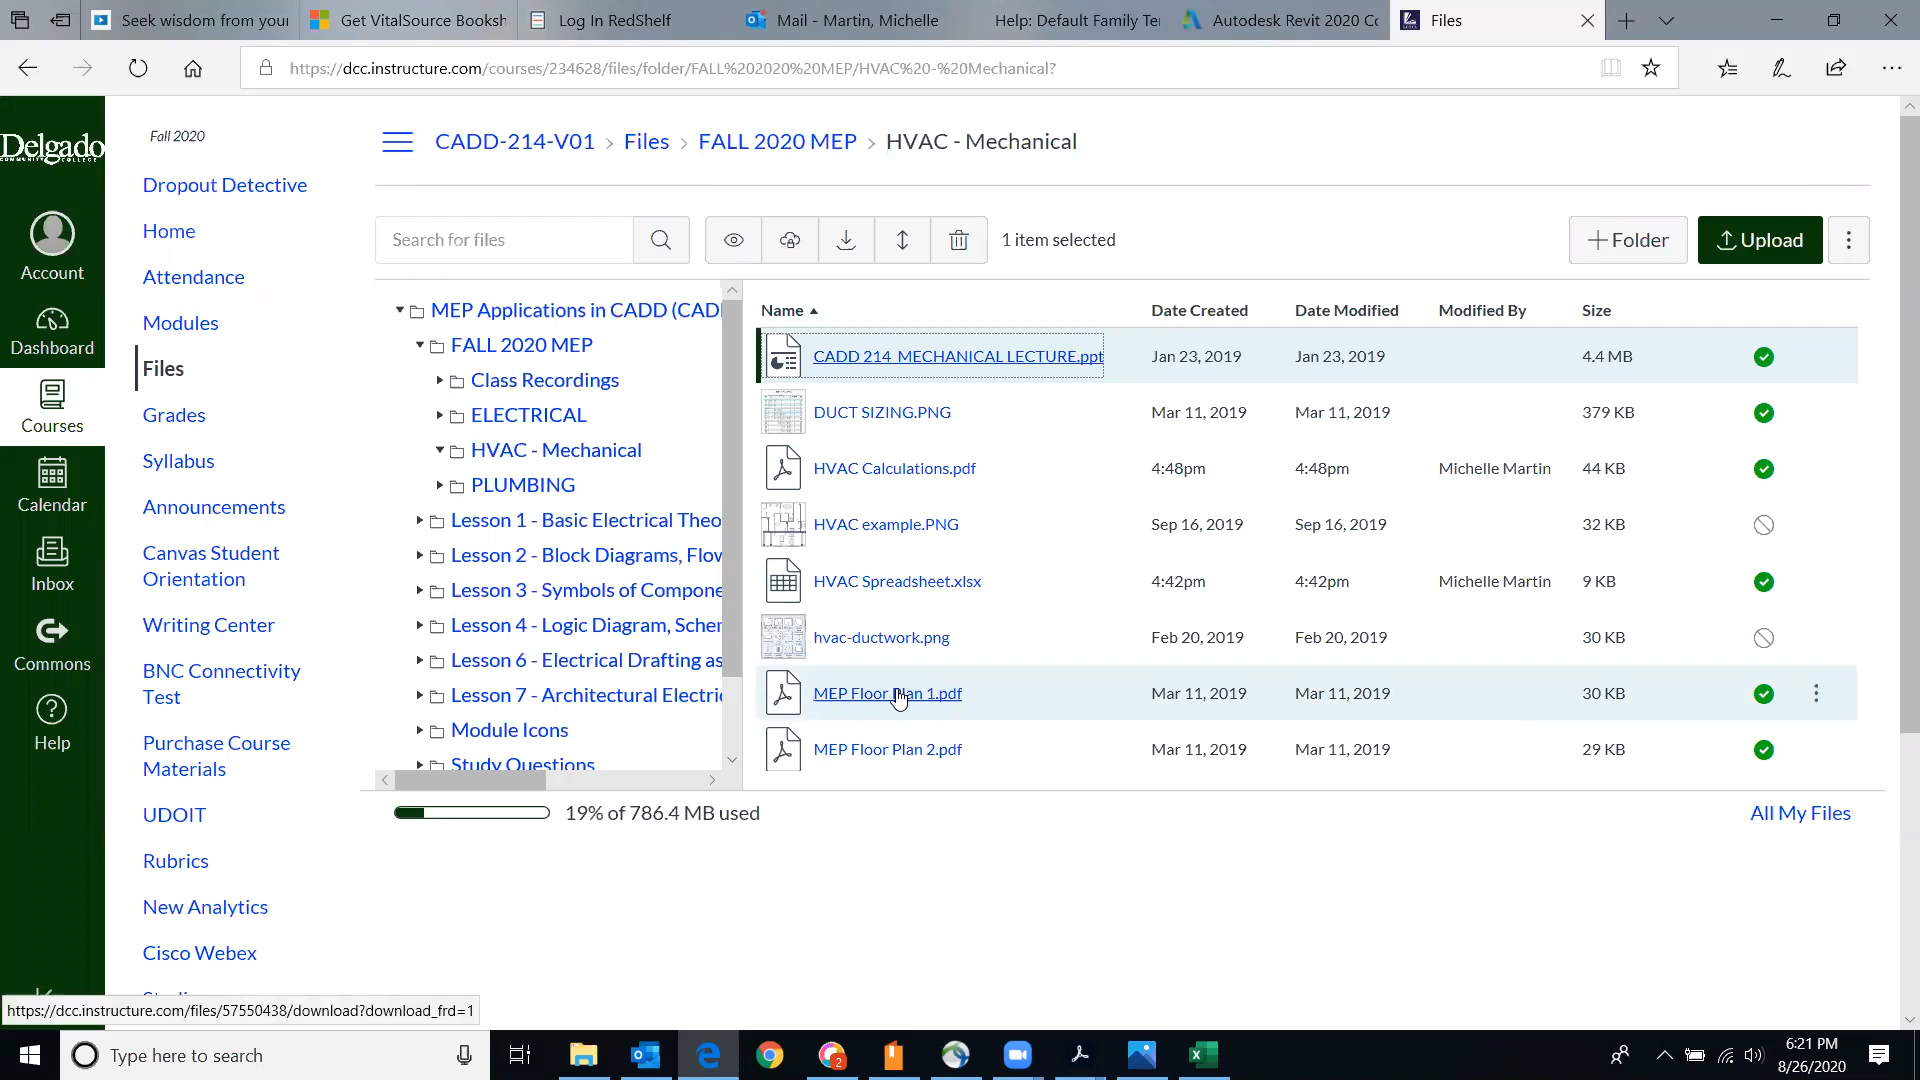 Seek wisdom from your
Get VitalSource Booksh
Log In RedShelf
Mail - Martin, Michelle
Help: Default Family Te
Autodesk Revit 2020 Co
Files
https://dcc.instructure.com/courses/234628/files/folder/FALL%202020%20MEP/HVAC%20-%20Mechanical?
Delgado
COMMUNITY COLLEGE
Account
Dashboard
Courses
Calendar
Inbox
Commons
Help
Fall 2020
Dropout Detective
Home
Attendance
Modules
Files
Grades
Syllabus
Announcements
Canvas Student
Orientation
Writing Center
BNC Connectivity
Test
Purchase Course
Materials
UDOIT
Rubrics
New Analytics
Cisco Webex
CADD-214-V01 > Files > FALL 2020 MEP > HVAC - Mechanical
Search for files
1 item selected
+Folder
Upload
MEP Applications in CADD (CAD
FALL 2020 MEP
Class Recordings
ELECTRICAL
HVAC - Mechanical
PLUMBING
Lesson 1 - Basic Electrical Theo
Lesson 2 - Block Diagrams, Flow
Lesson 3 - Symbols of Compone
Lesson 4 - Logic Diagram, Scher
Lesson 6 - Electrical Drafting as
Lesson 7 - Architectural Electric
Module Icons
Study Questions
Name Date Created Date Modified Modified By Size
CADD 214 MECHANICAL LECTURE.ppt Jan 23, 2019 Jan 23, 2019 4.4 MB
DUCT SIZING.PNG Mar 11, 2019 Mar 11, 2019 379 KB
HVAC Calculations.pdf 4:48pm 4:48pm Michelle Martin 44 KB
HVAC example.PNG Sep 16, 2019 Sep 16, 2019 32 KB
HVAC Spreadsheet.xlsx 4:42pm 4:42pm Michelle Martin 9 KB
hvac-ductwork.png Feb 20, 2019 Feb 20, 2019 30 KB
MEP Floor Plan 1.pdf Mar 11, 2019 Mar 11, 2019 30 KB
MEP Floor Plan 2.pdf Mar 11, 2019 Mar 11, 2019 29 KB
19% of 786.4 MB used
All My Files
https://dcc.instructure.com/files/57550438/download?download_frd=1
Type here to search
2
6:21 PM
8/26/2020